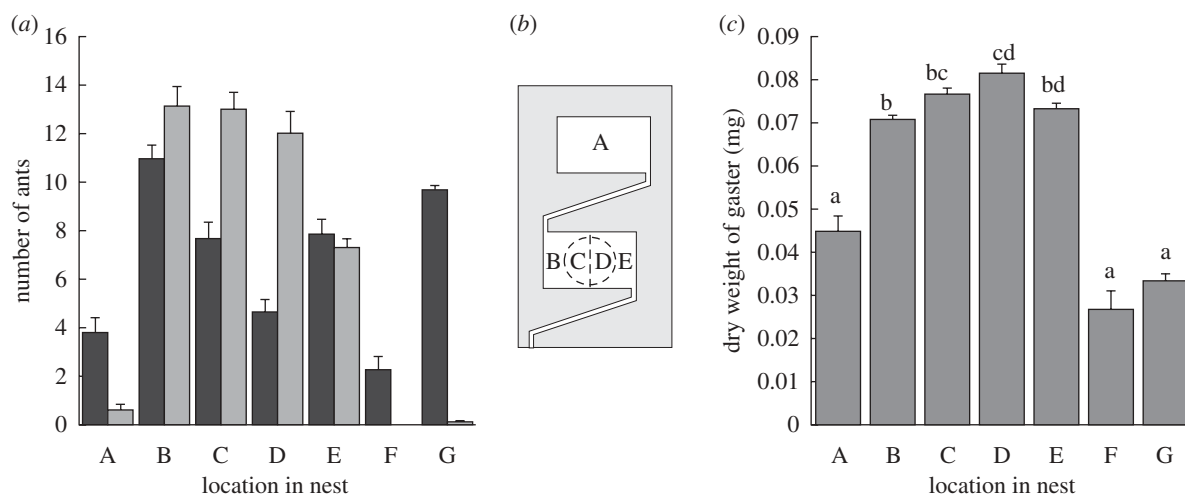 (a)
16
14
12
10
8
6
4
2
0
number of ants
A B C D E F G
location in nest
(b)
A
B C D E
(c)
0.09
0.08
0.07
0.06
0.05
0.04
0.03
0.02
0.01
0
dry weight of gaster (mg)
a b bc cd bd a a
A B C D E F G
location in nest